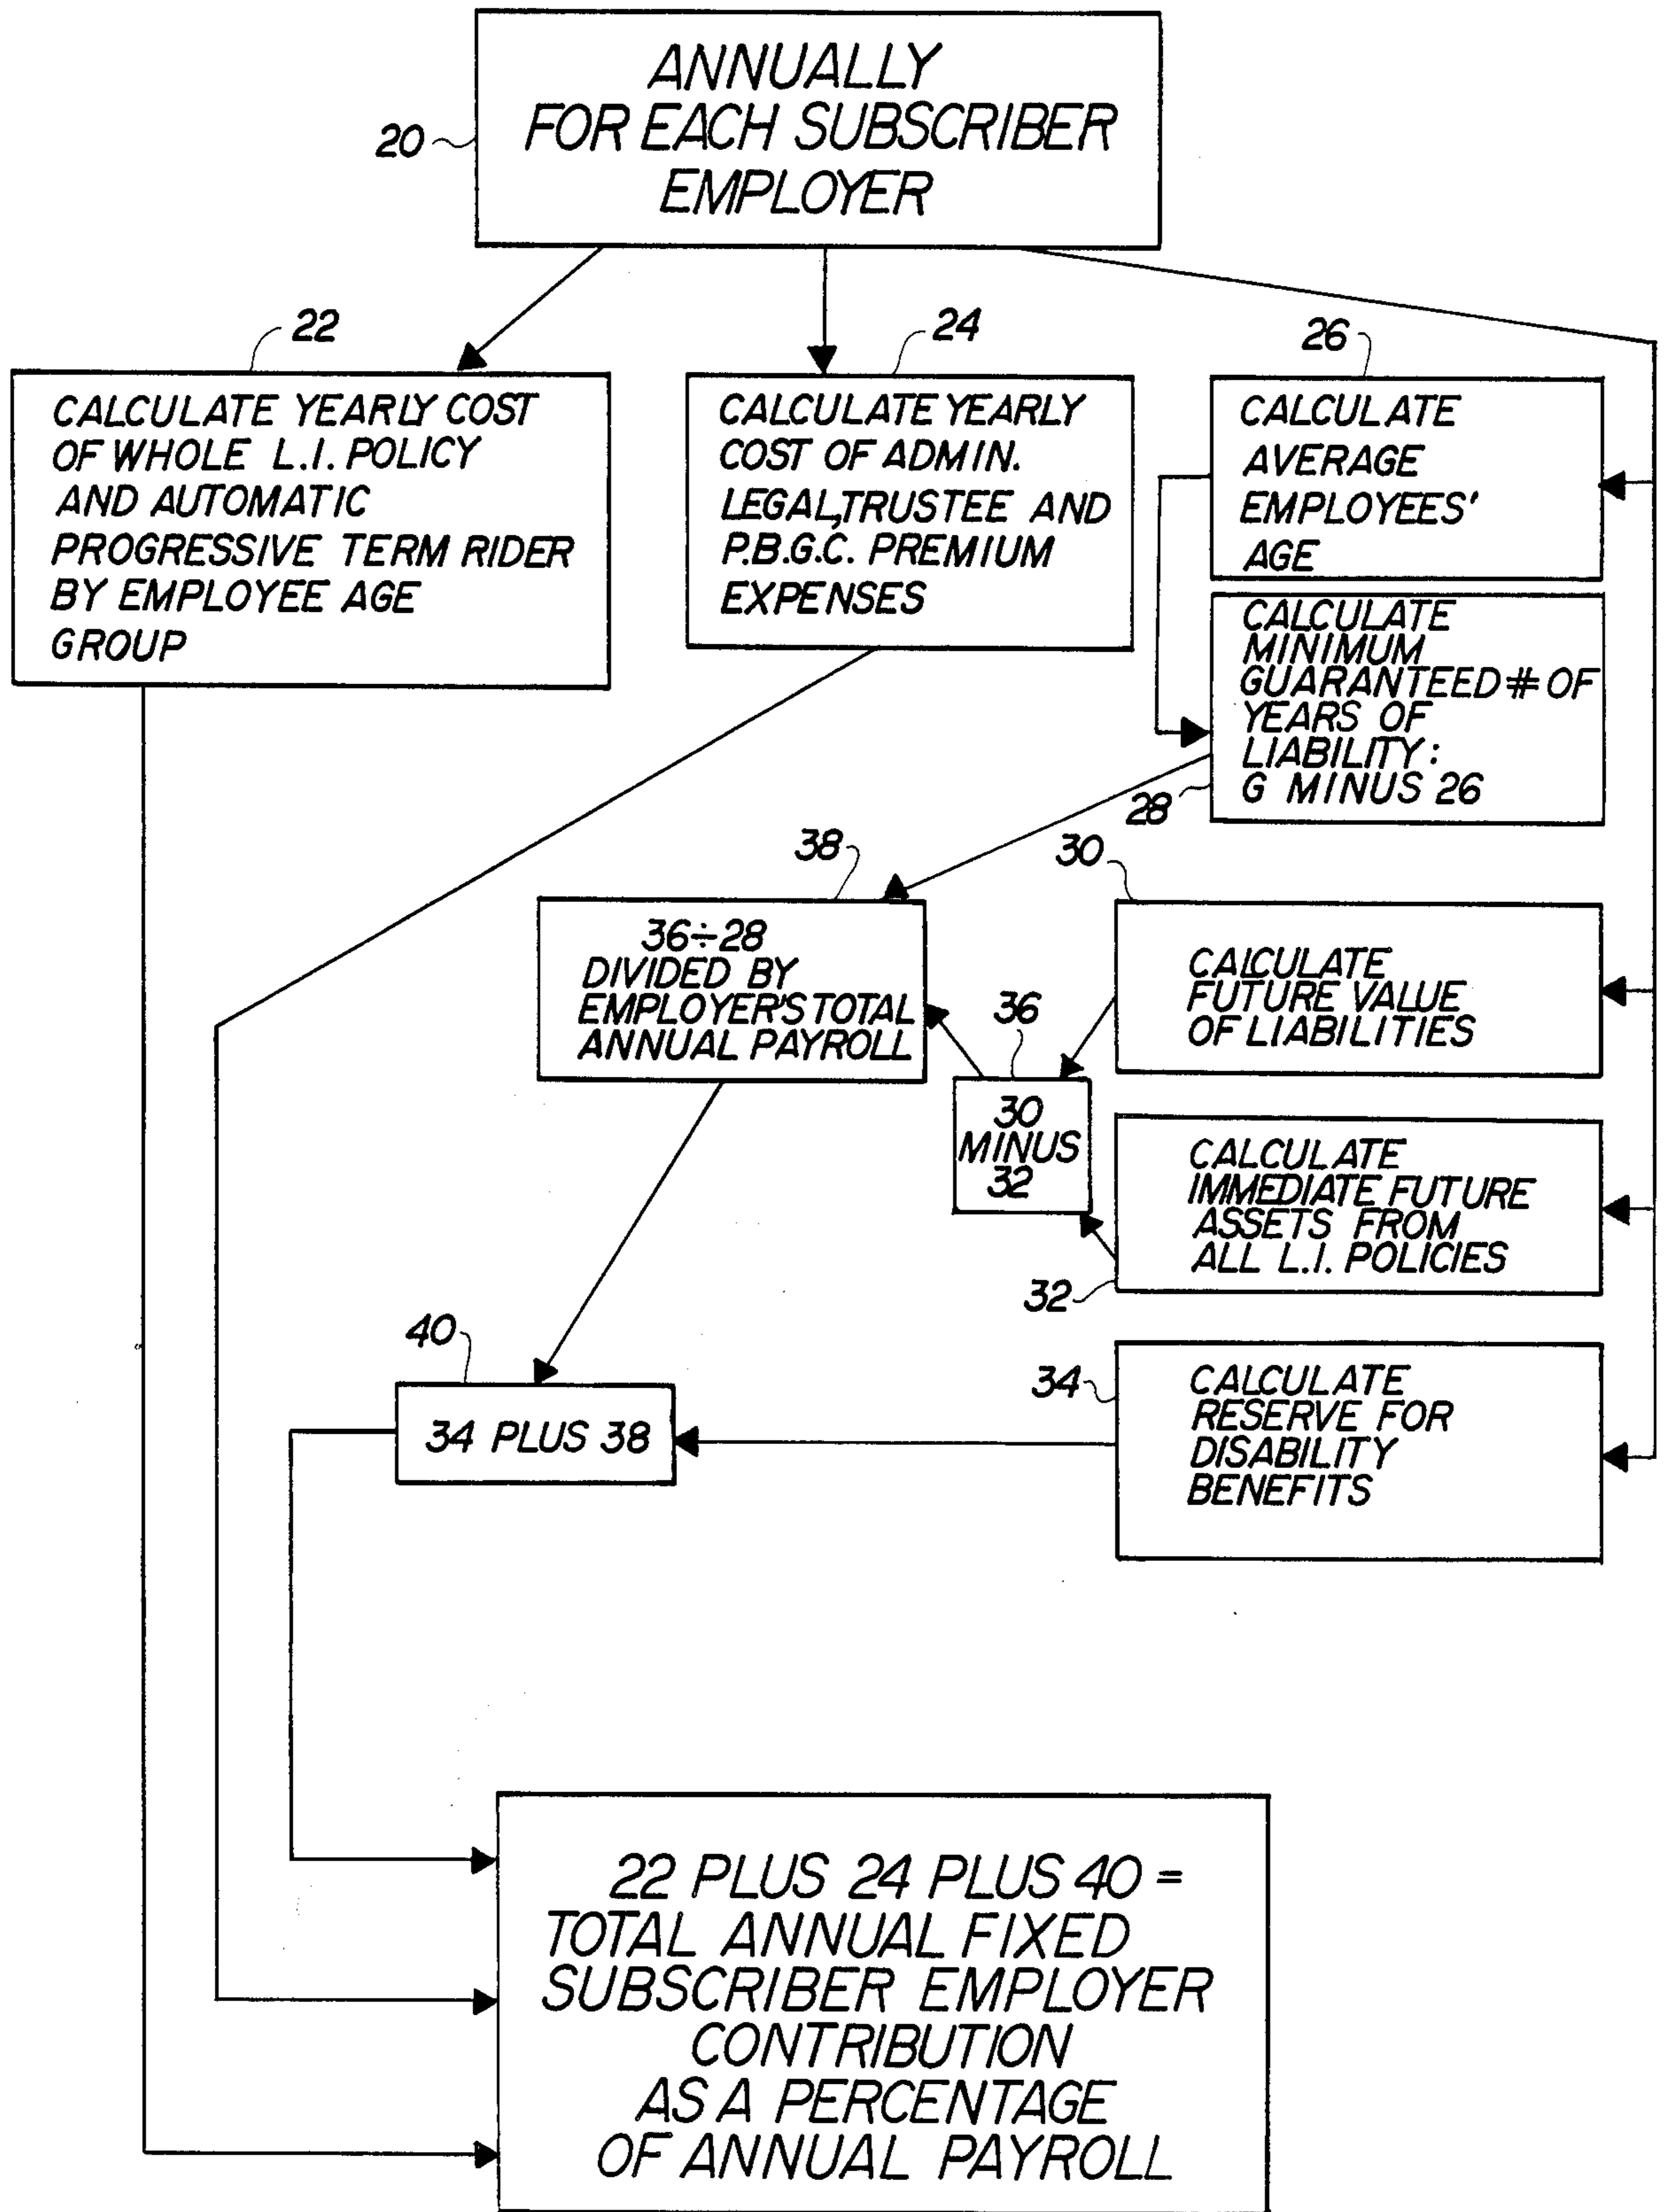 ANNUALLY
FOR EACH SUBSCRIBER
EMPLOYER
20
22
CALCULATE YEARLY COST
OF WHOLE L.I. POLICY
AND AUTOMATIC
PROGRESSIVE TERM RIDER
BY EMPLOYEE AGE
GROUP
24
CALCULATE YEARLY
COST OF ADMIN.
LEGAL,TRUSTEE AND
P.B.G.C. PREMIUM
EXPENSES
26
CALCULATE
AVERAGE
EMPLOYEES'
AGE
CALCULATE
MINIMUM
GUARANTEED # OF
YEARS OF
LIABILITY:
G MINUS 26
28
38
36÷28
DIVIDED BY
EMPLOYER'S TOTAL
ANNUAL PAYROLL
30
CALCULATE
FUTURE VALUE
OF LIABILITIES
36
30
MINUS
32
CALCULATE
IMMEDIATE FUTURE
ASSETS FROM
ALL L.I. POLICIES
32
40
34 PLUS 38
34
CALCULATE
RESERVE FOR
DISABILITY
BENEFITS
22 PLUS 24 PLUS 40 =
TOTAL ANNUAL FIXED
SUBSCRIBER EMPLOYER
CONTRIBUTION
AS A PERCENTAGE
OF ANNUAL PAYROLL